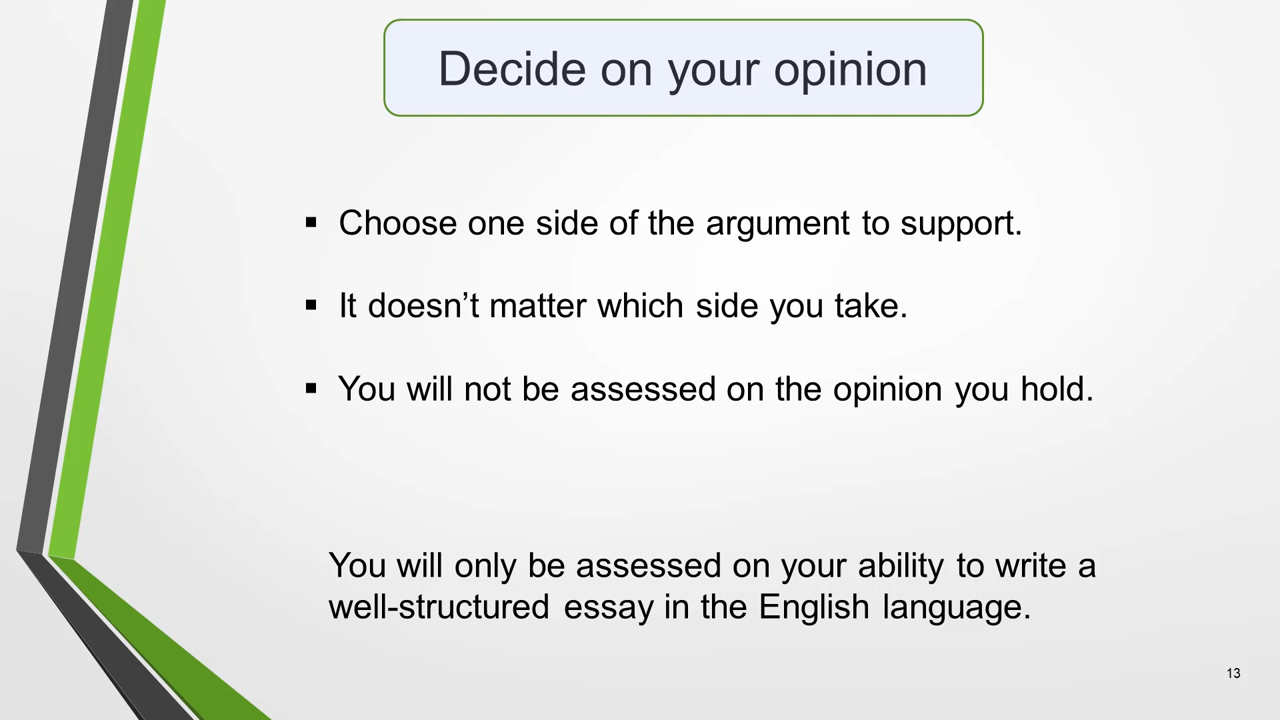 Decide on your opinion
▪ Choose one side of the argument to support.
▪ It doesn’t matter which side you take.
▪ You will not be assessed on the opinion you hold.
You will only be assessed on your ability to write a
well-structured essay in the English language.
13